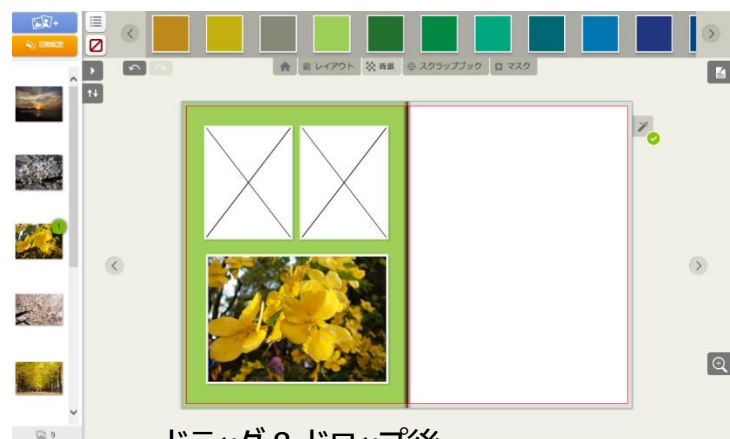 自動配置
レイアウト
背景
スクラップブック
マスク
1
9
ドラッグ&ドロップ後